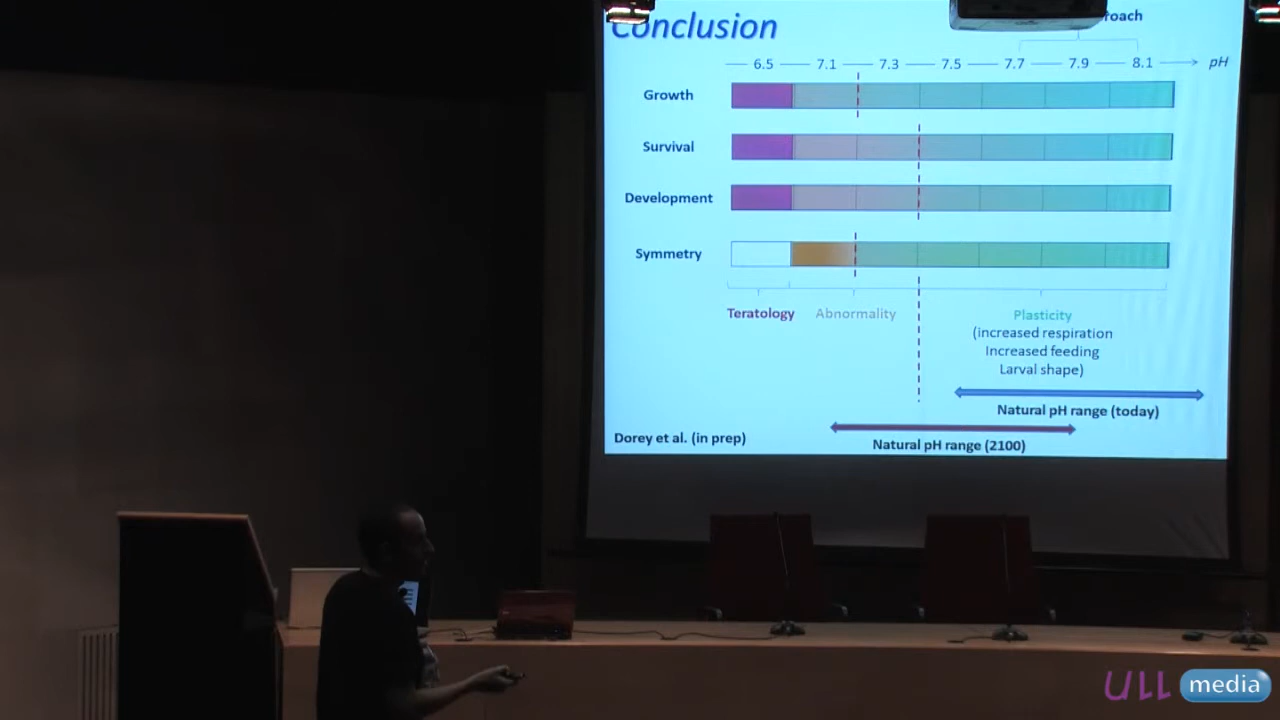 Conclusion
6.5 7.1 7.3 7.5 7.7 7.9 8.1 pH
Growth
Survival
Development
Symmetry
Teratology Abnormality Plasticity
(increased respiration
Increased feeding
Larval shape)
Natural pH range (today)
Dorey et al. (in prep)
Natural pH range (2100)
ULL media